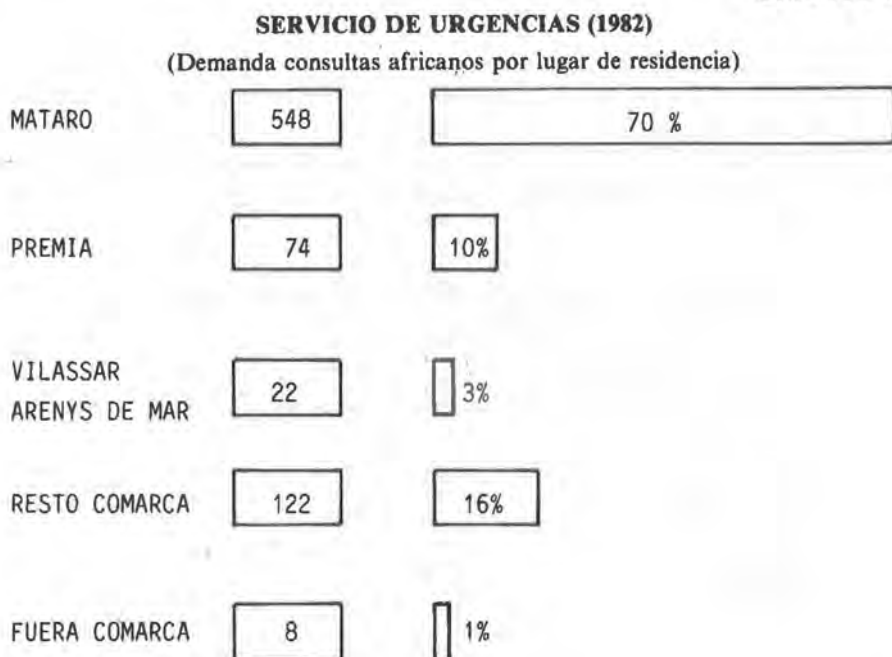 SERVICIO DE URGENCIAS (1982)
(Demanda consultas africanos por lugar de residencia)
MATARO 548 70 %
PREMIA 74 10%
VILASSAR
ARENYS DE MAR 22 3%
RESTO COMARCA 122 16%
FUERA COMARCA 8 1%